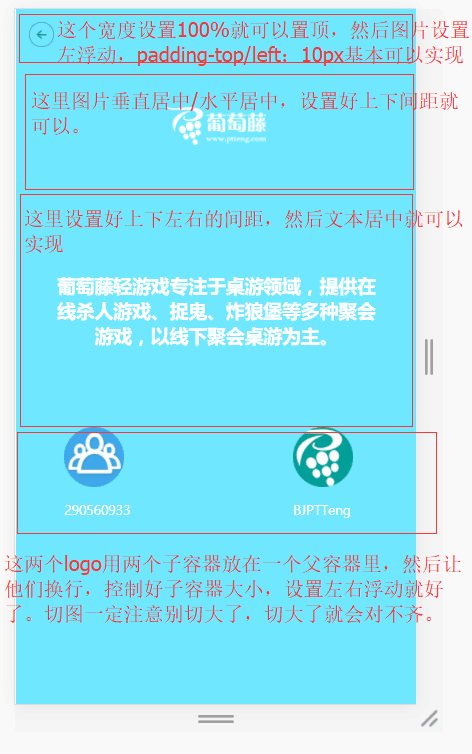 这个宽度设置100%就可以置顶，然后图片设置
左浮动，padding-top/left：10px基本可以实现
这里图片垂直居中/水平居中，设置好上下间距就
可以。
葡萄藤
www.ptteng.com
这里设置好上下左右的间距，然后文本居中就可以
实现
葡萄藤轻游戏专注于桌游领域，提供在
线杀人游戏、捉鬼、炸狼堡等多种聚会
游戏，以线下聚会桌游为主。
290560933 BJPTTeng
这两个logo用两个子容器放在一个父容器里，然后让
他们换行，控制好子容器大小，设置左右浮动就好
了。切图一定注意别切大了，切大了就会对不齐。